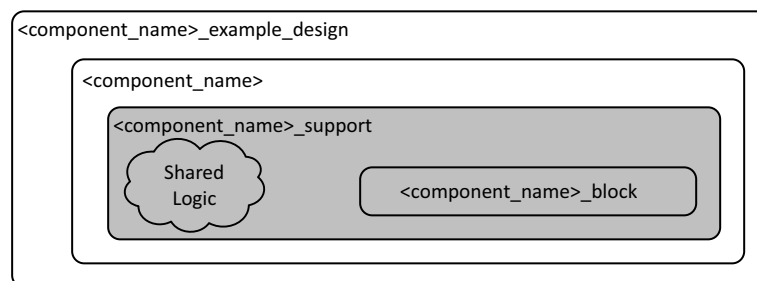 <component_name>_example_design
<component_name>
<component_name>_support
Shared
Logic
<component_name>_block